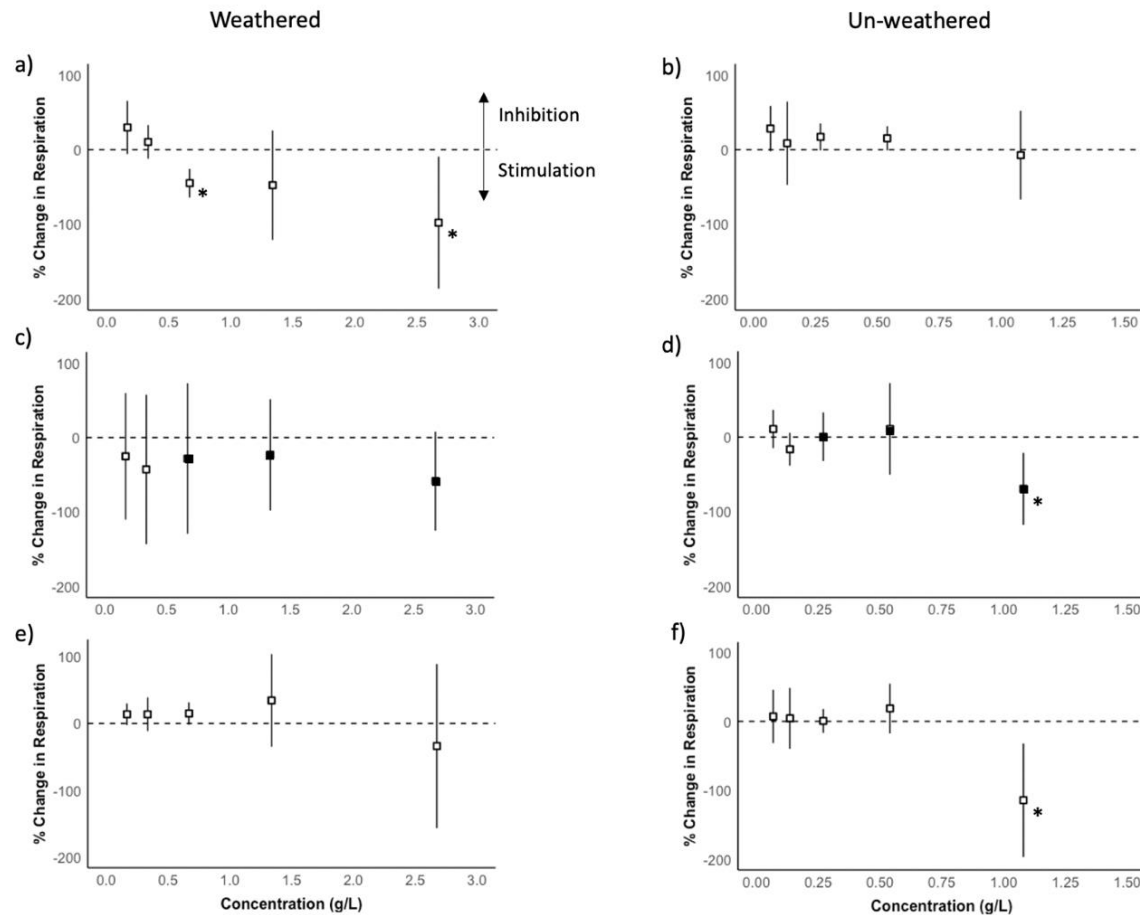 Weathered
Un-weathered
a)
% Change in Respiration
100
0
-100
-200
Inhibition
Stimulation
*
*
0.0 0.5 1.0 1.5 2.0 2.5 3.0
b)
% Change in Respiration
100
0
-100
-200
0.00 0.25 0.50 0.75 1.00 1.25 1.50
c)
% Change in Respiration
100
0
-100
-200
0.0 0.5 1.0 1.5 2.0 2.5 3.0
d)
% Change in Respiration
100
0
-100
-200
*
0.00 0.25 0.50 0.75 1.00 1.25 1.50
e)
% Change in Respiration
100
0
-100
-200
0.0 0.5 1.0 1.5 2.0 2.5 3.0
Concentration (g/L)
f)
% Change in Respiration
100
0
-100
-200
*
0.00 0.25 0.50 0.75 1.00 1.25 1.50
Concentration (g/L)